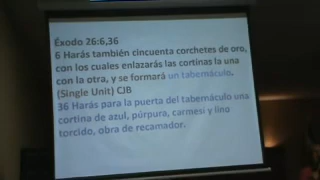 Éxodo 26:6,36
6 Harás también cincuenta corchetes de oro,
con los cuales enlazarás las cortinas la una
con la otra, y se formará un tabernáculo.
(Single Unit) CJB
36 Harás para la puerta del tabernáculo una
cortina de azul, púrpura, carmesí y lino
torcido, obra de recamador.